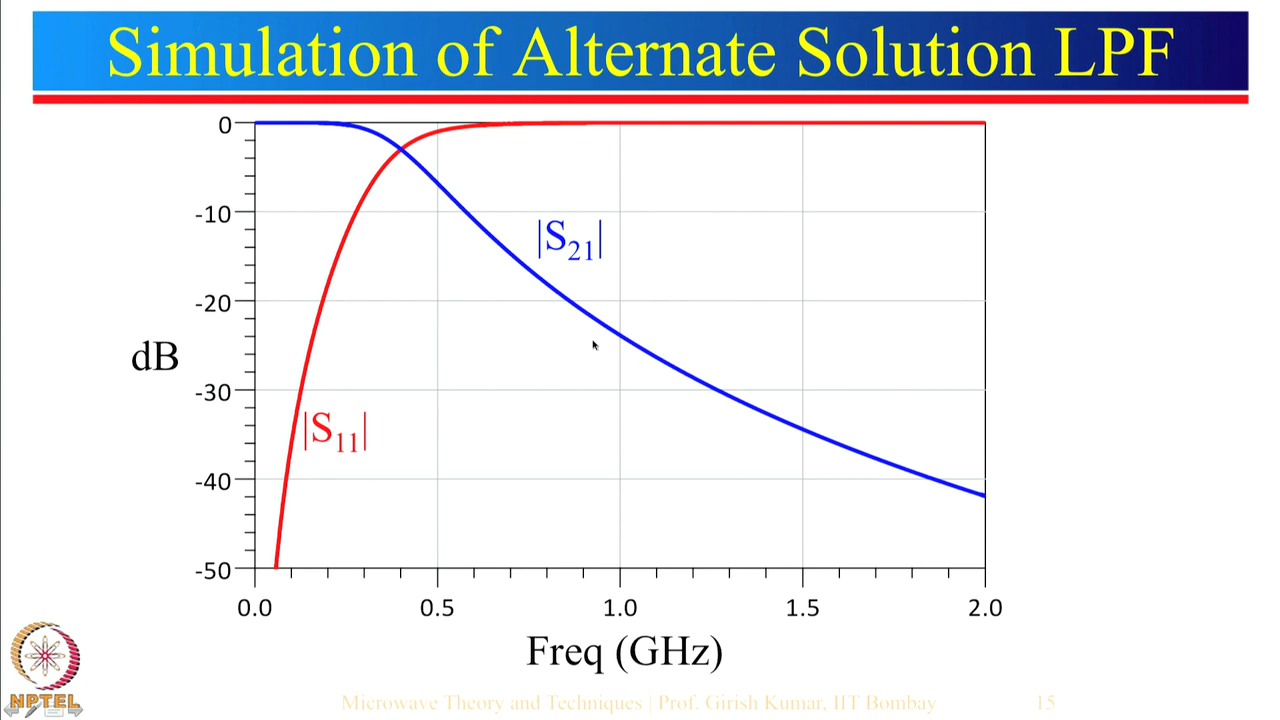 Simulation of Alternate Solution LPF
0
-10
|S21|
-20
dB
-30
|S11|
-40
-50
0.0 0.5 1.0 1.5 2.0
Freq (GHz)
NPTEL
Microwave Theory and Techniques | Prof. Girish Kumar, IIT Bombay 15